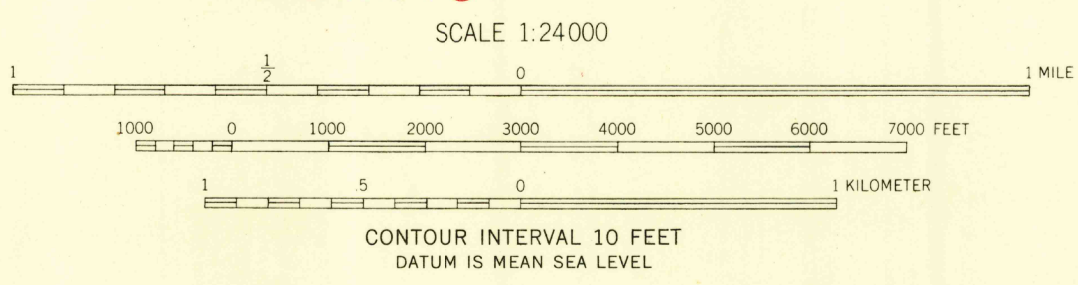 SCALE 1:24000
1 1/2 0 1 MILE
1000 0 1000 2000 3000 4000 5000 6000 7000 FEET
1 .5 0 1 KILOMETER
CONTOUR INTERVAL 10 FEET
DATUM IS MEAN SEA LEVEL